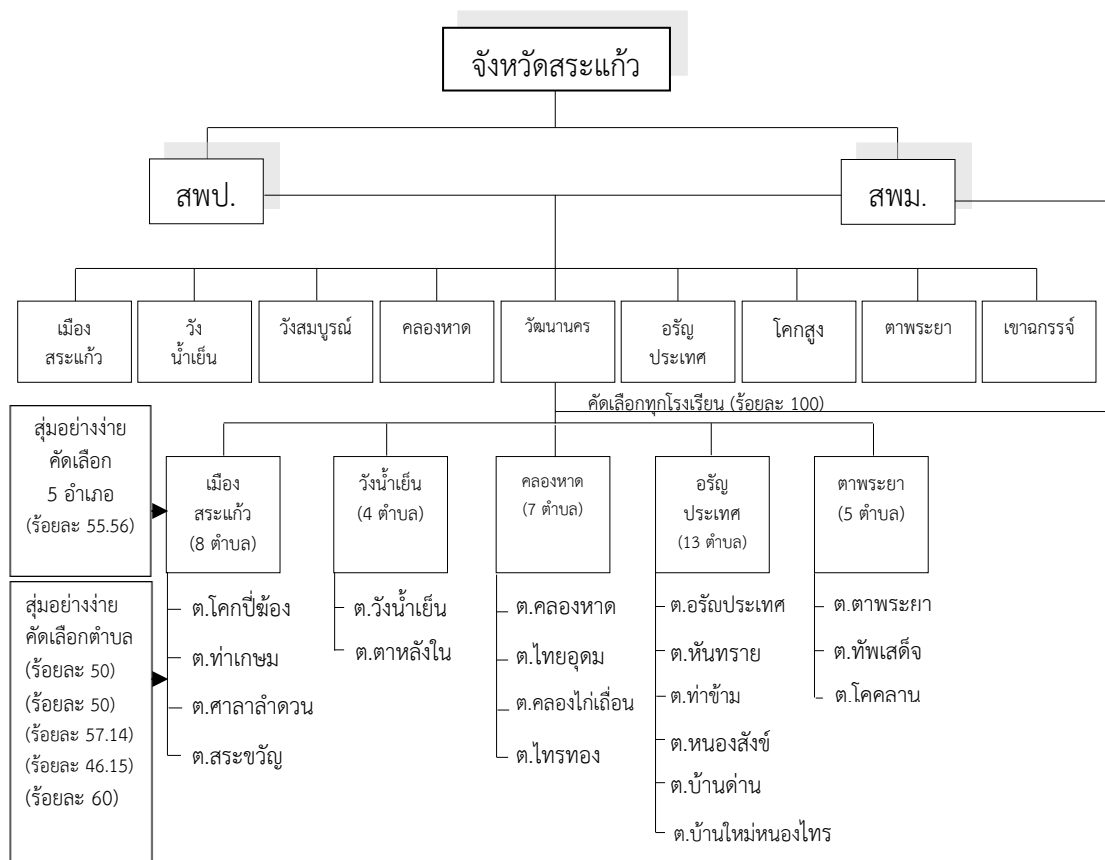 จังหวัดสระแก้ว
สพป.
สพม.
เมือง
สระแก้ว
วัง
น้ำเย็น
วังสมบูรณ์
คลองหาด
วัฒนานคร
อรัญ
ประเทศ
โคกสูง
ตาพระยา
เขาฉกรรจ์
คัดเลือกทุกโรงเรียน (ร้อยละ 100)
สุ่มอย่างง่าย
คัดเลือก
5 อำเภอ
(ร้อยละ 55.56)
เมือง
สระแก้ว
(8 ตำบล)
วังน้ำเย็น
(4 ตำบล)
คลองหาด
(7 ตำบล)
อรัญ
ประเทศ
(13 ตำบล)
ตาพระยา
(5 ตำบล)
สุ่มอย่างง่าย
คัดเลือกตำบล
(ร้อยละ 50)
(ร้อยละ 50)
(ร้อยละ 57.14)
(ร้อยละ 46.15)
(ร้อยละ 60)
ต.โคกปี่ฆ้อง
ต.ท่าเกษม
ต.ศาลาลำดวน
ต.สระขวัญ
ต.วังน้ำเย็น
ต.ตาหลังใน
ต.คลองหาด
ต.ไทยอุดม
ต.คลองไก่เถื่อน
ต.ไทรทอง
ต.อรัญประเทศ
ต.หันทราย
ต.ท่าข้าม
ต.หนองสังข์
ต.บ้านด่าน
ต.บ้านใหม่หนองไทร
ต.ตาพระยา
ต.ทัพเสด็จ
ต.โคคลาน